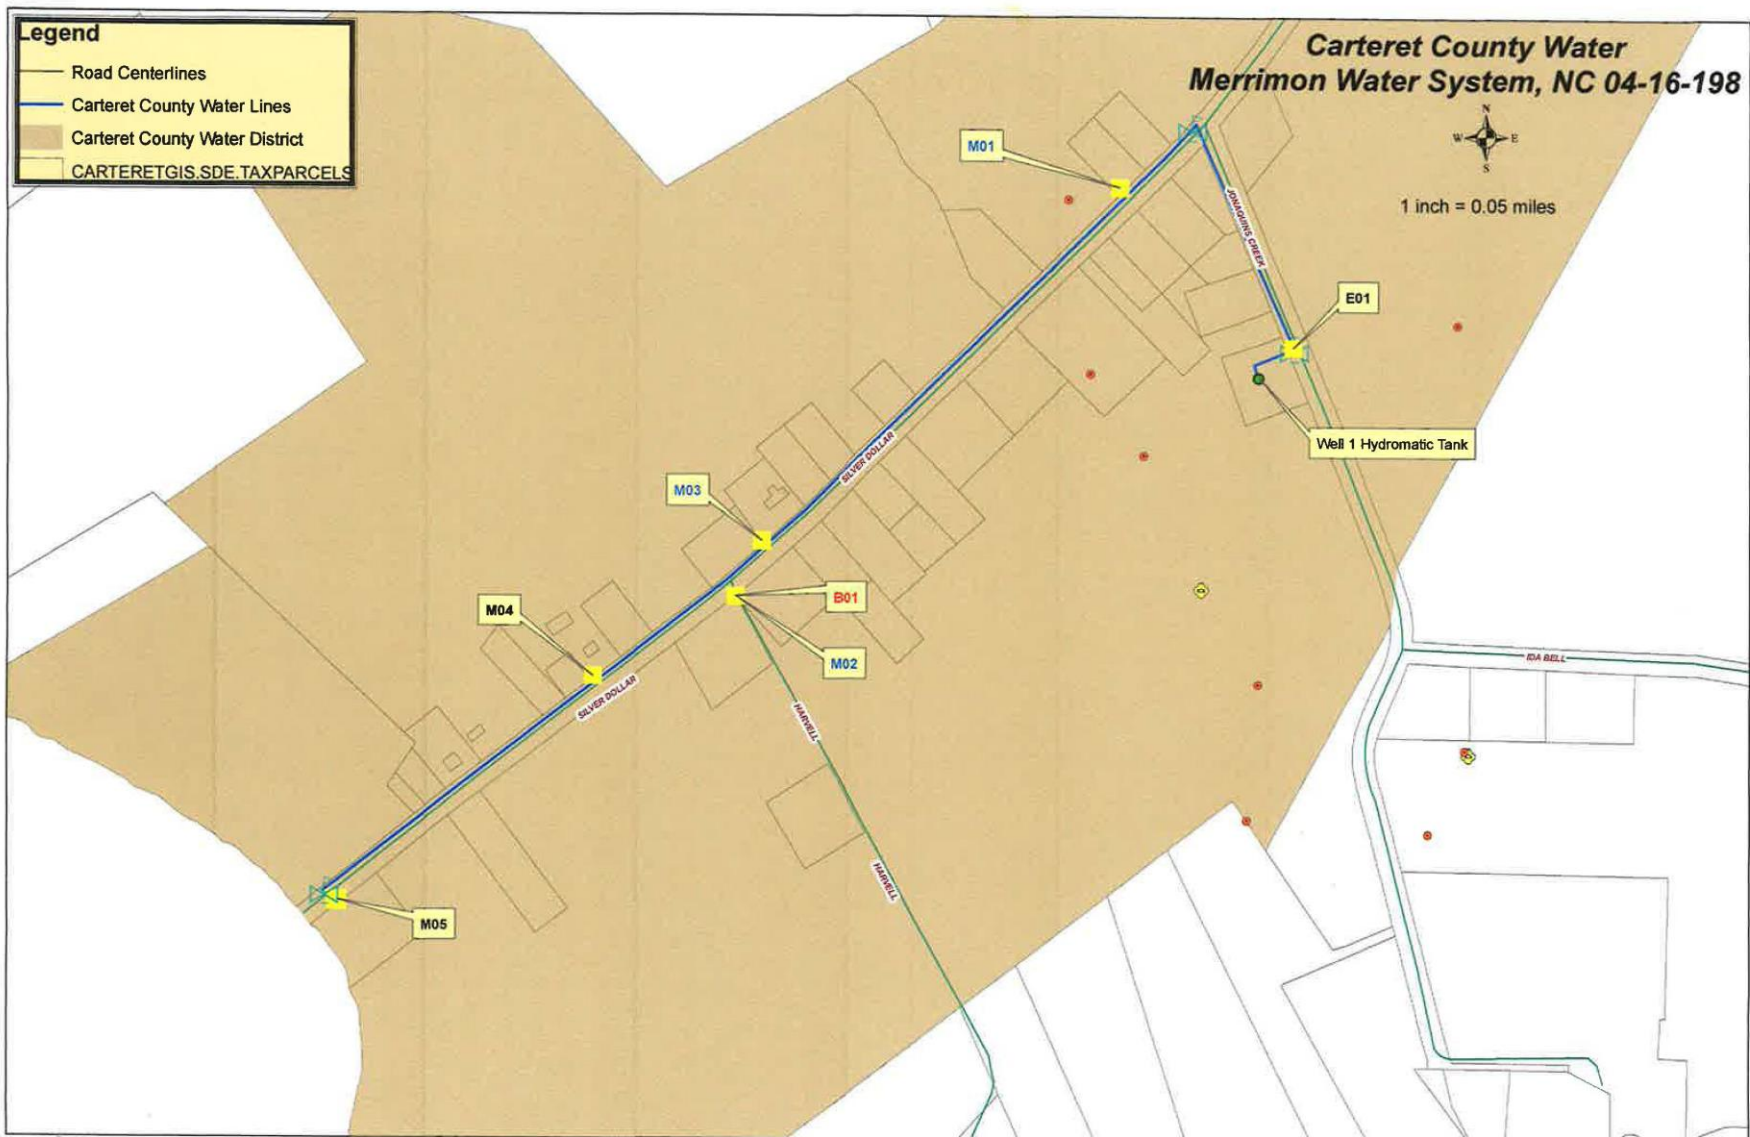 Legend
Road Centerlines
Carteret County Water Lines
Carteret County Water District
CARTERETGIS.SDE.TAXPARCELS
Carteret County Water
Merrimon Water System, NC 04-16-198
N
W E
S
1 inch = 0.05 miles
M01
JONAQUINS CREEK
E01
Well 1 Hydromatic Tank
SILVER DOLLAR
M03
B01
M04
M02
IDA BELL
SILVER DOLLAR
HARVELL
HARVELL
M05